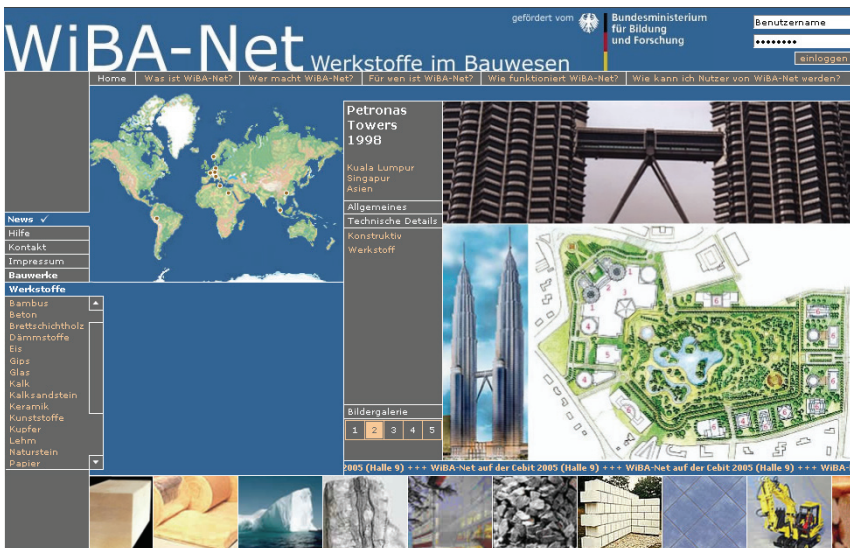 gefördert vom
Bundesministerium
für Bildung
und Forschung
Benutzername
WiBA-Net Werkstoffe im Bauwesen
einloggen
Home Was ist WiBA-Net? Wer macht WiBA-Net? Für wen ist WiBA-Net? Wie funktioniert WiBA-Net? Wie kann ich Nutzer von WiBA-Net werden?
Petronas
Towers
1998
Kuala Lumpur
Singapur
Asien
Allgemeines
Technische Details
Konstruktiv
Werkstoff
News ✓
Hilfe
Kontakt
Impressum
Bauwerke
Werkstoffe
Bambus
Beton
Brettschichtholz
Dämmstoffe
Eis
Gips
Glas
Kalk
Kalksandstein
Keramik
Kunststoffe
Kupfer
Lehm
Naturstein
Papier
Bildergalerie
1 2 3 4 5
2005 (Halle 9) +++ WiBA-Net auf der Cebit 2005 (Halle 9) +++ WiBA-Net auf der Cebit 2005 (Halle 9) +++ WiBA-